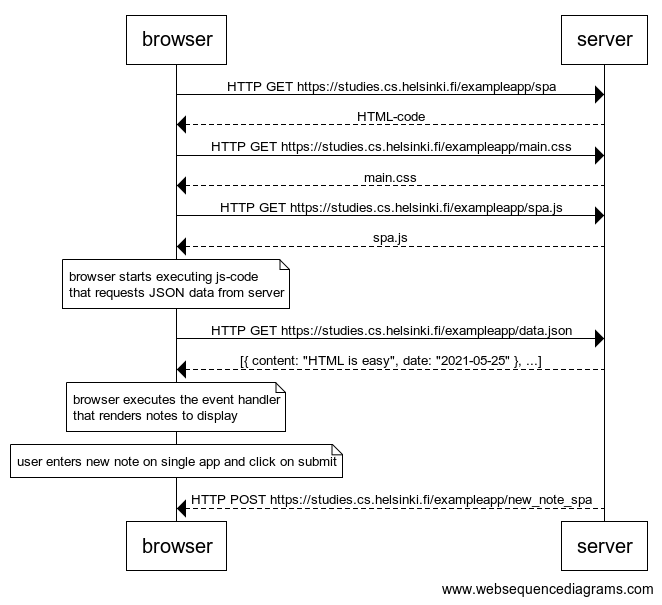 browser
server
HTTP GET https://studies.cs.helsinki.fi/exampleapp/spa
HTML-code
HTTP GET https://studies.cs.helsinki.fi/exampleapp/main.css
main.css
HTTP GET https://studies.cs.helsinki.fi/exampleapp/spa.js
spa.js
browser starts executing js-code
that requests JSON data from server
HTTP GET https://studies.cs.helsinki.fi/exampleapp/data.json
[{ content: "HTML is easy", date: "2021-05-25" }, ...]
browser executes the event handler
that renders notes to display
user enters new note on single app and click on submit
HTTP POST https://studies.cs.helsinki.fi/exampleapp/new_note_spa
browser
server
www.websequencediagrams.com